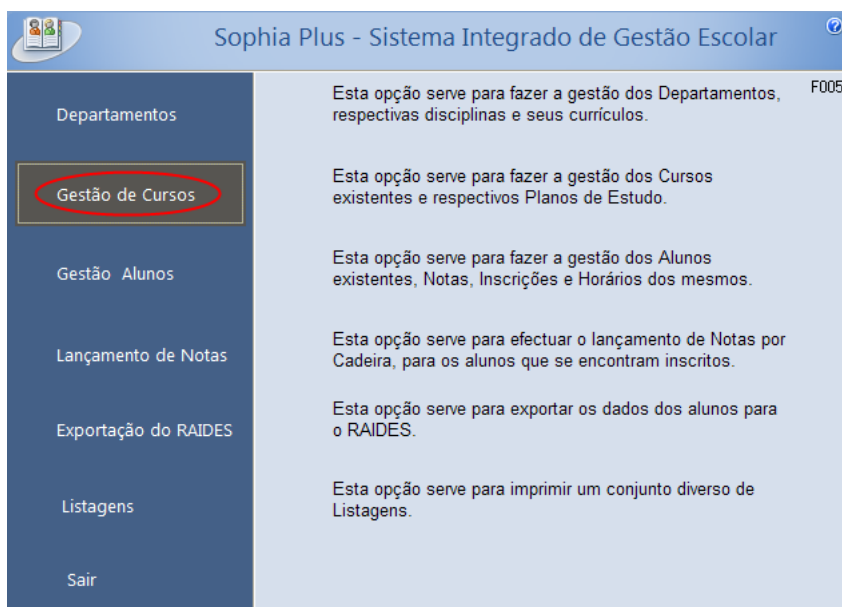 Sophia Plus - Sistema Integrado de Gestão Escolar
?
F005
Departamentos
Esta opção serve para fazer a gestão dos Departamentos,
respectivas disciplinas e seus currículos.
Gestão de Cursos
Esta opção serve para fazer a gestão dos Cursos
existentes e respectivos Planos de Estudo.
Gestão Alunos
Esta opção serve para fazer a gestão dos Alunos
existentes, Notas, Inscrições e Horários dos mesmos.
Lançamento de Notas
Esta opção serve para efectuar o lançamento de Notas por
Cadeira, para os alunos que se encontram inscritos.
Exportação do RAIDES
Esta opção serve para exportar os dados dos alunos para
o RAIDES.
Listagens
Esta opção serve para imprimir um conjunto diverso de
Listagens.
Sair